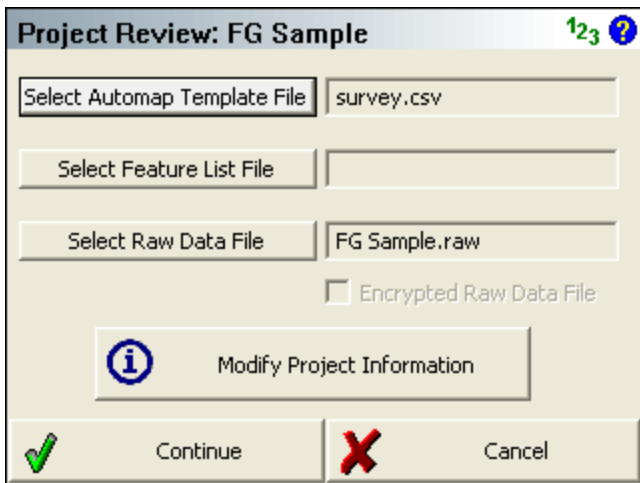 Project Review: FG Sample 123 ?
Select Automap Template File survey.csv
Select Feature List File
Select Raw Data File FG Sample.raw
Encrypted Raw Data File
Modify Project Information
Continue Cancel